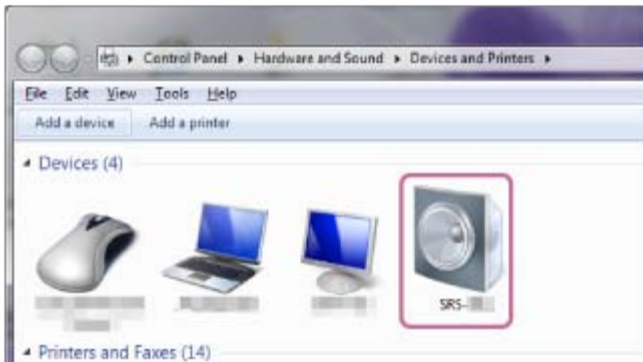 Control Panel ▸ Hardware and Sound ▸ Devices and Printers ▸
File Edit View Tools Help
Add a device Add a printer
Devices (4)
SRS-
Printers and Faxes (14)